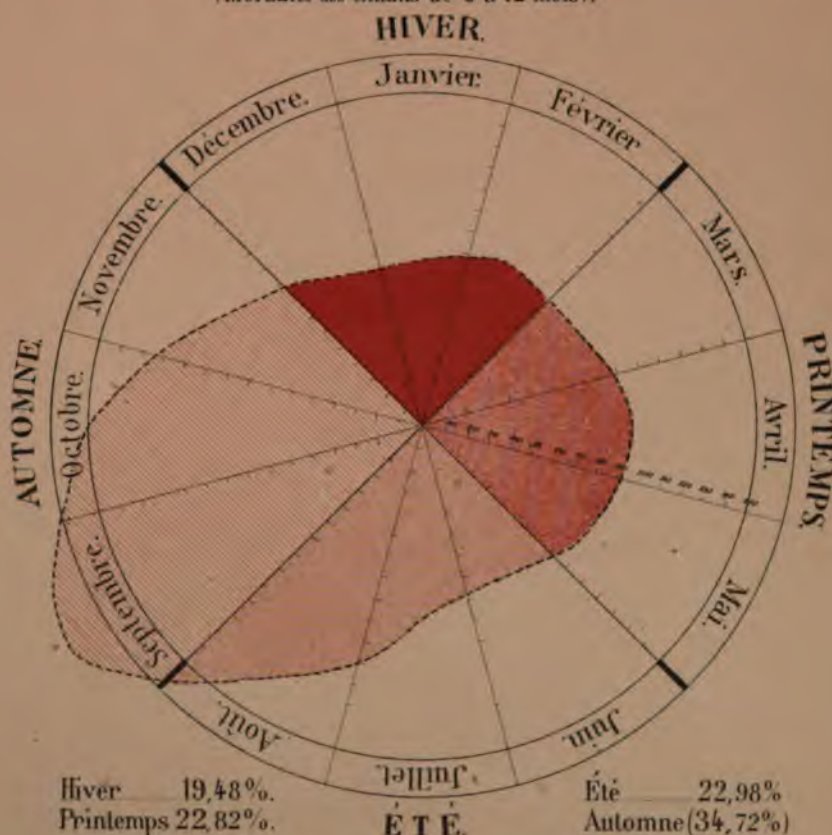 HIVER.
Janvier.
Février
Mars.
PRINTEMPS.
Avril.
Mai.
Juin.
Juillet.
ÉTÉ.
Août.
Septembre.
AUTOMNE.
Octobre.
Novembre.
Décembre.
Hiver 19,48%.
Printemps 22,82%.
Été 22,98%
Automne (34,72%)